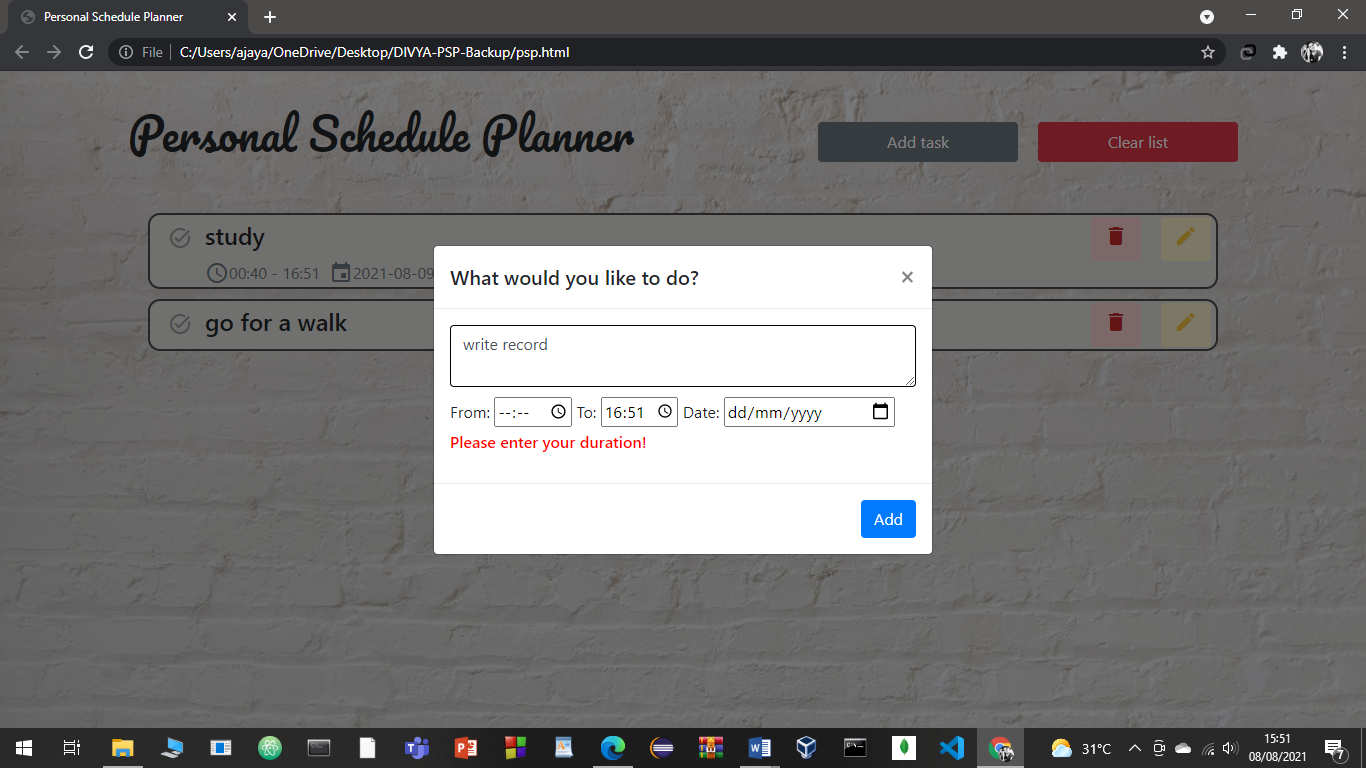 Personal Schedule Planner
File C:/Users/ajaya/OneDrive/Desktop/DIVYA-PSP-Backup/psp.html
Personal Schedule Planner
Add task
Clear list
study
00:40 - 16:51 2021-08-09
go for a walk
What would you like to do? ×
write record
From: --:-- To: 16:51 Date: dd/mm/yyyy
Please enter your duration!
Add
31°C
15:51
08/08/2021
7